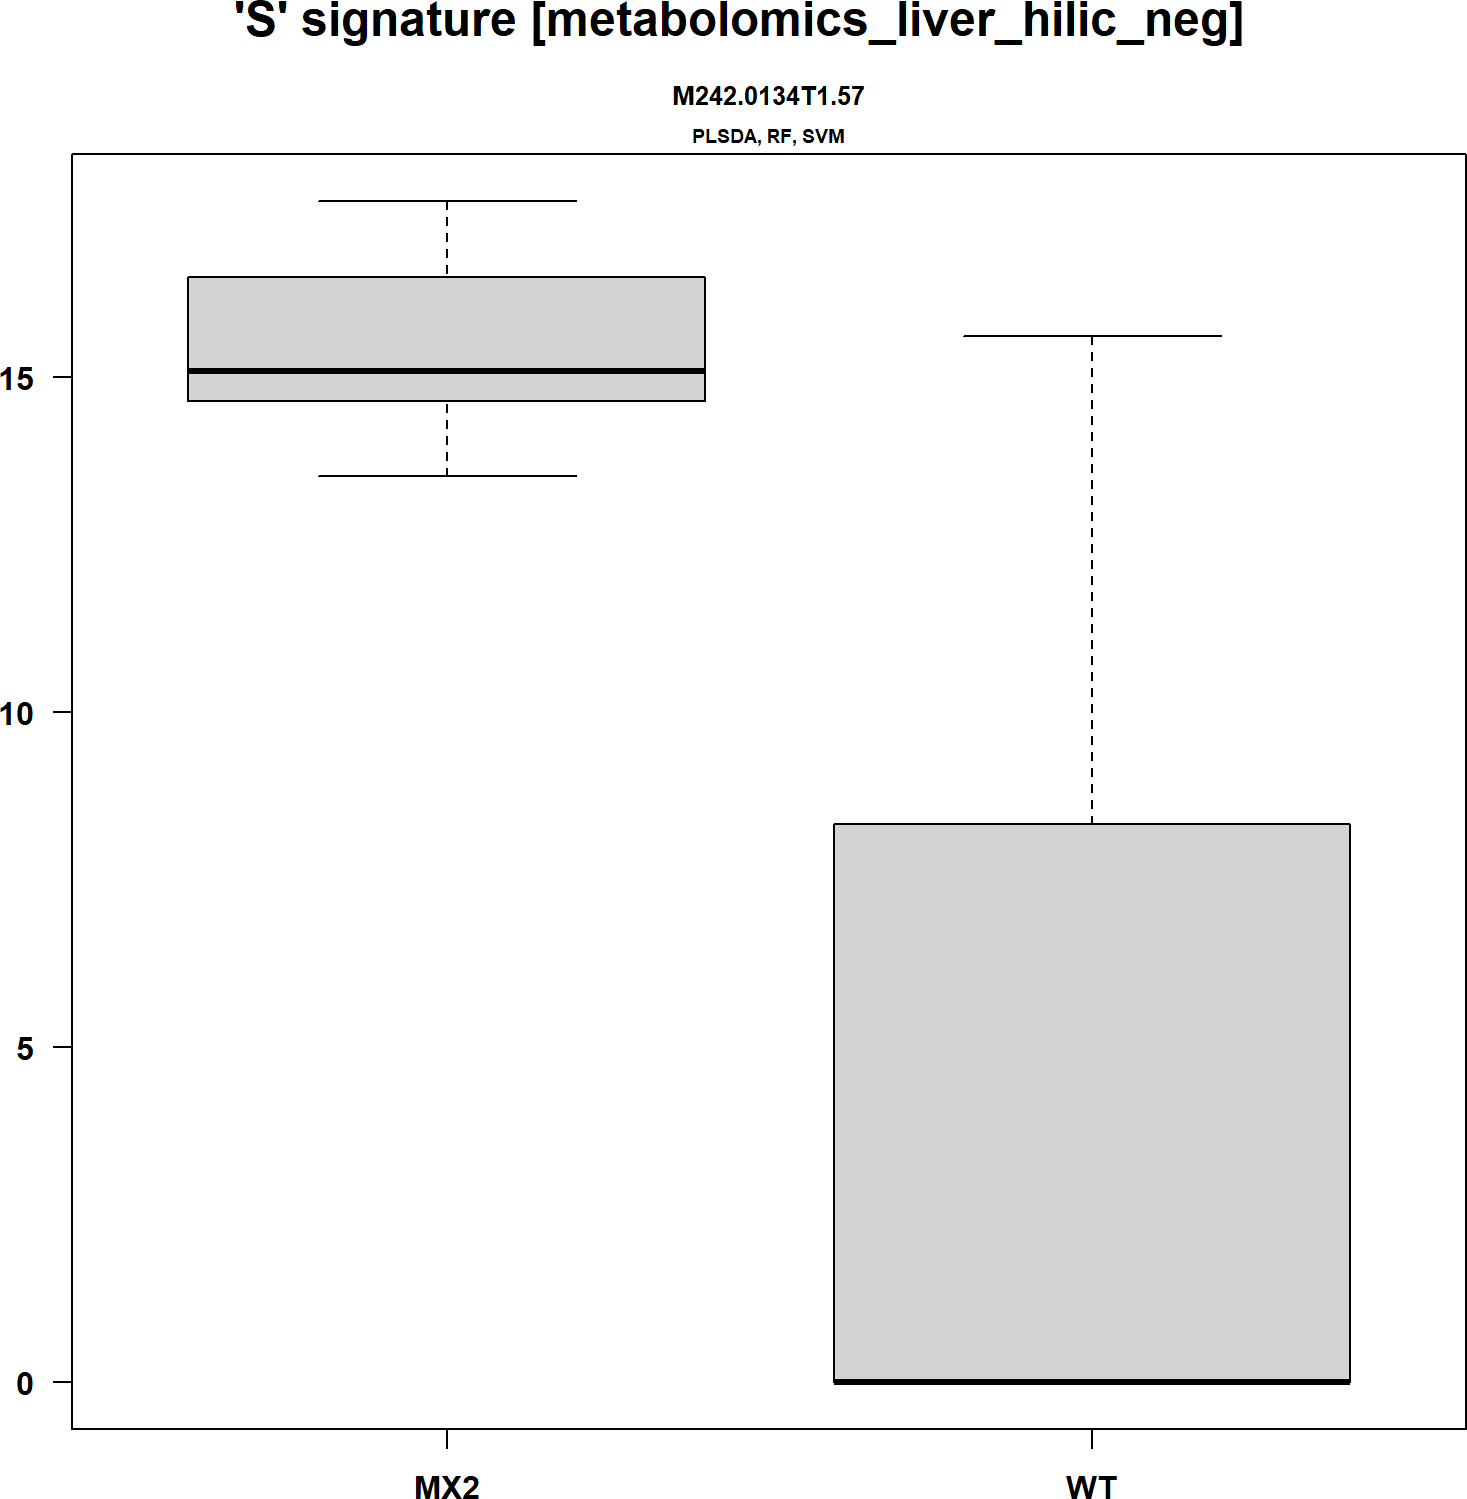 'S' signature [metabolomics_liver_hilic_neg]
M242.0134T1.57
PLSDA, RF, SVM
15
10
5
0
MX2 WT